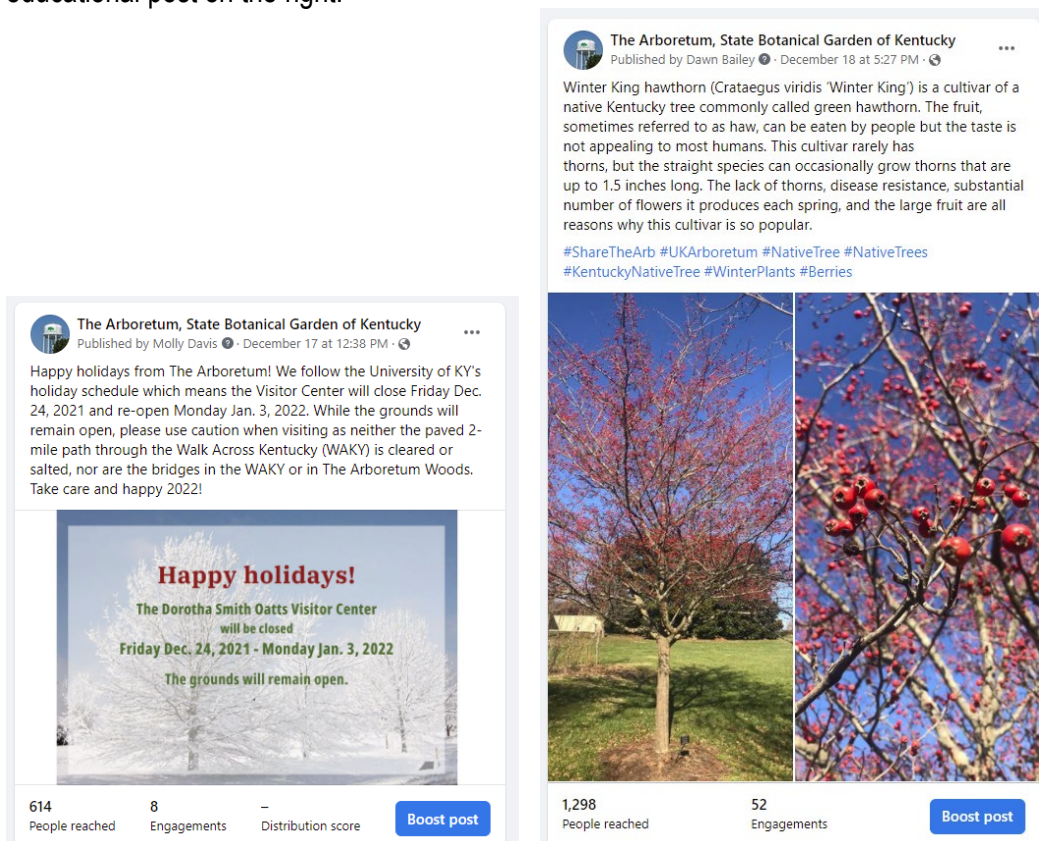 educational post on the right.
The Arboretum, State Botanical Garden of Kentucky
Published by Molly Davis · December 17 at 12:38 PM ·
Happy holidays from The Arboretum! We follow the University of KY's
holiday schedule which means the Visitor Center will close Friday Dec.
24, 2021 and re-open Monday Jan. 3, 2022. While the grounds will
remain open, please use caution when visiting as neither the paved 2-
mile path through the Walk Across Kentucky (WAKY) is cleared or
salted, nor are the bridges in the WAKY or in The Arboretum Woods.
Take care and happy 2022!
Happy holidays!
The Dorotha Smith Oatts Visitor Center
will be closed
Friday Dec. 24, 2021 - Monday Jan. 3, 2022
The grounds will remain open.
614 8 –
People reached Engagements Distribution score
Boost post
The Arboretum, State Botanical Garden of Kentucky
Published by Dawn Bailey · December 18 at 5:27 PM ·
Winter King hawthorn (Crataegus viridis 'Winter King') is a cultivar of a
native Kentucky tree commonly called green hawthorn. The fruit,
sometimes referred to as haw, can be eaten by people but the taste is
not appealing to most humans. This cultivar rarely has
thorns, but the straight species can occasionally grow thorns that are
up to 1.5 inches long. The lack of thorns, disease resistance, substantial
number of flowers it produces each spring, and the large fruit are all
reasons why this cultivar is so popular.
#ShareTheArb #UKArboretum #NativeTree #NativeTrees
#KentuckyNativeTree #WinterPlants #Berries
1,298 52
People reached Engagements
Boost post